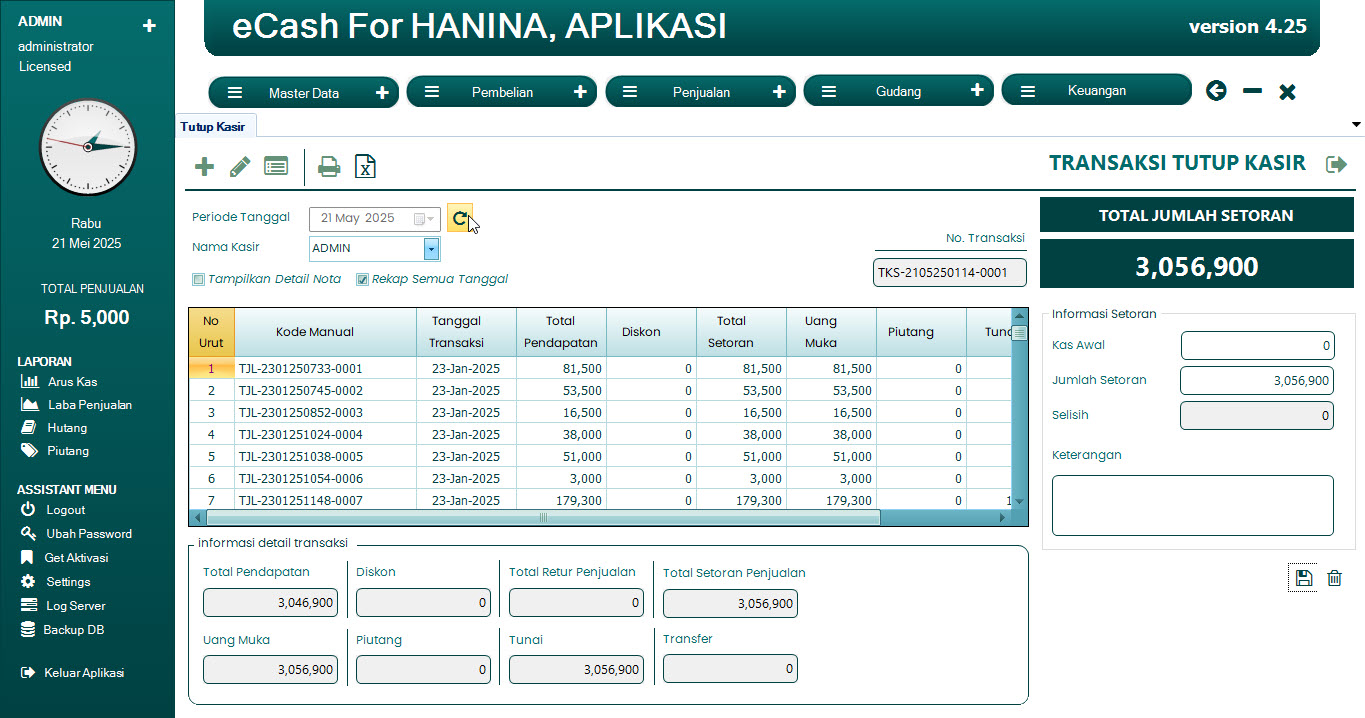 ADMIN
administrator
Licensed
Rabu
21 Mei 2025
TOTAL PENJUALAN
Rp. 5,000
LAPORAN
Arus Kas
Laba Penjualan
Hutang
Piutang
ASSISTANT MENU
Logout
Ubah Password
Get Aktivasi
Settings
Log Server
Backup DB
Keluar Aplikasi
eCash For HANINA, APLIKASI
version 4.25
Master Data
Pembelian
Penjualan
Gudang
Keuangan
Tutup Kasir
TRANSAKSI TUTUP KASIR
Periode Tanggal 21 May 2025
Nama Kasir ADMIN
Tampilkan Detail Nota Rekap Semua Tanggal
No. Transaksi
TKS-2105250114-0001
TOTAL JUMLAH SETORAN
3,056,900
No Urut Kode Manual Tanggal Transaksi Total Pendapatan Diskon Total Setoran Uang Muka Piutang Tund
1 TJL-2301250733-0001 23-Jan-2025 81,500 0 81,500 81,500 0
2 TJL-2301250745-0002 23-Jan-2025 53,500 0 53,500 53,500 0
3 TJL-2301250852-0003 23-Jan-2025 16,500 0 16,500 16,500 0
4 TJL-2301251024-0004 23-Jan-2025 38,000 0 38,000 38,000 0
5 TJL-2301251038-0005 23-Jan-2025 51,000 0 51,000 51,000 0
6 TJL-2301251054-0006 23-Jan-2025 3,000 0 3,000 3,000 0
7 TJL-2301251148-0007 23-Jan-2025 179,300 0 179,300 179,300 0 1
Informasi Setoran
Kas Awal 0
Jumlah Setoran 3,056,900
Selisih 0
Keterangan
informasi detail transaksi
Total Pendapatan Diskon Total Retur Penjualan Total Setoran Penjualan
3,046,900 0 0 3,056,900
Uang Muka Piutang Tunai Transfer
3,056,900 0 3,056,900 0